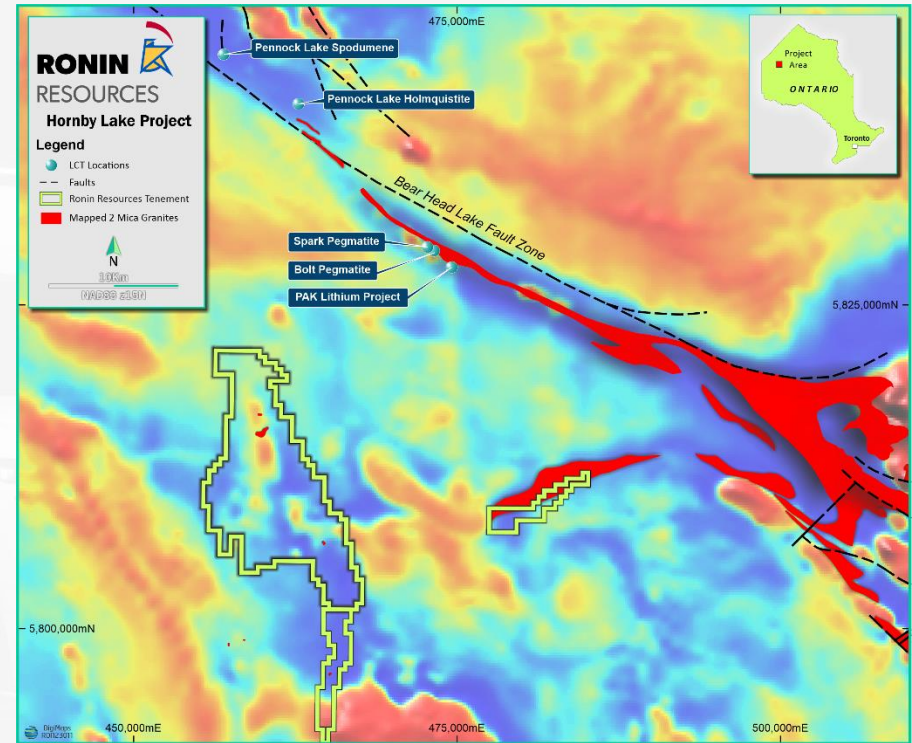 475,000mE
RONIN
RESOURCES
Hornby Lake Project
Legend
LCT Locations
Faults
Ronin Resources Tenement
Mapped 2 Mica Granites
N
10Km
NAD83 z15N
Pennock Lake Spodumene
Pennock Lake Holmquistite
Project
Area
ONTARIO
Toronto
Bear Head Lake Fault Zone
Spark Pegmatite
Bolt Pegmatite
PAK Lithium Project
5,825,000mN
5,800,000mN
DigiMaps
450,000mE
475,000mE
500,000mE